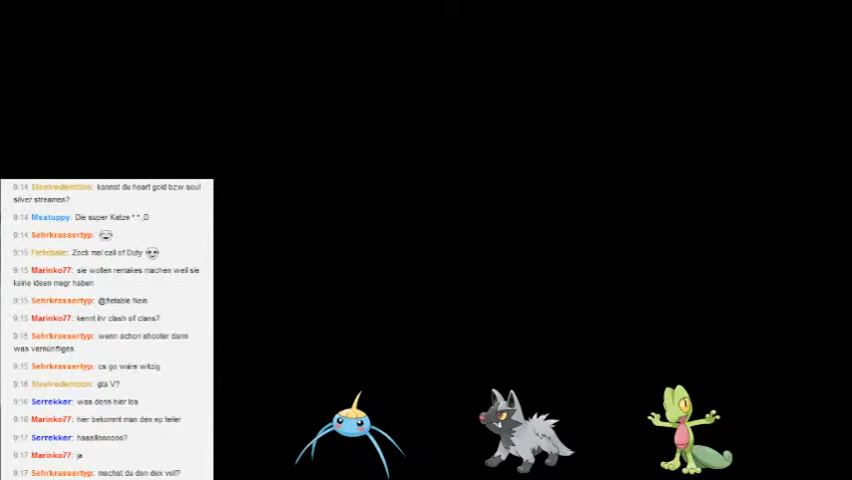 9:14 Steelredemtion: kannst du heart gold bzw soul
silver streamen?
9:14 Msstuppy: Die super Katze ^^ ;D
9:14 Sehrkrassertyp:
9:15 Zock mal call of Duty
9:15 Marinko77: sie wollen remakes machen weil sie
keine ideen megr haben
9:15 Sehrkrassertyp: @fietable Nein
9:15 Marinko77: kennt ihr clash of clans?
9:15 Sehrkrassertyp: wenn schon shooter dann
was vernünftiges
9:15 Sehrkrassertyp: cs go wäre witzig
9:16 Steelredemtion: gta V?
9:16 Serrekker: was denn hier los
9:16 Marinko77: hier bekommt man den ep teiler
9:17 Serrekker: haaalloooooo?
9:17 Marinko77: ja
9:17 Sehrkrassertyp: machst du den dex voll?